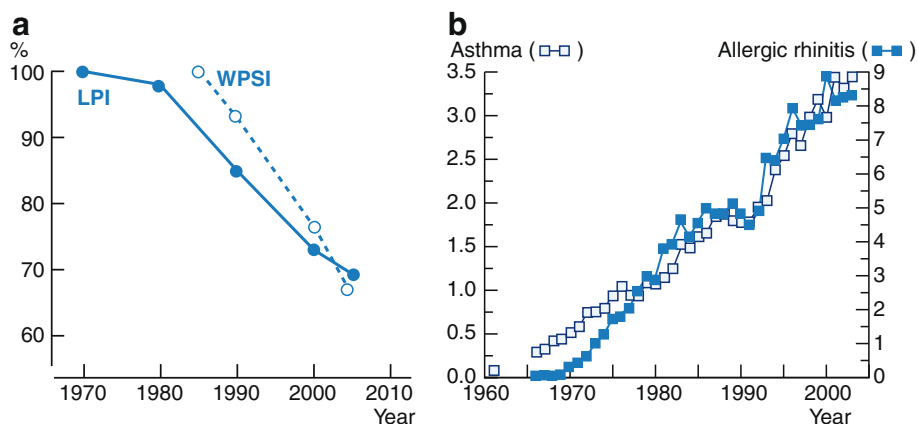 a
%
100
90
80
70
60
LPI
WPSI
1970 1980 1990 2000 2010
Year
b
Asthma ( )
Allergic rhinitis ( )
3.5
3.0
2.5
2.0
1.5
1.0
0.5
0.0
9
8
7
6
5
4
3
2
1
0
1960 1970 1980 1990 2000
Year